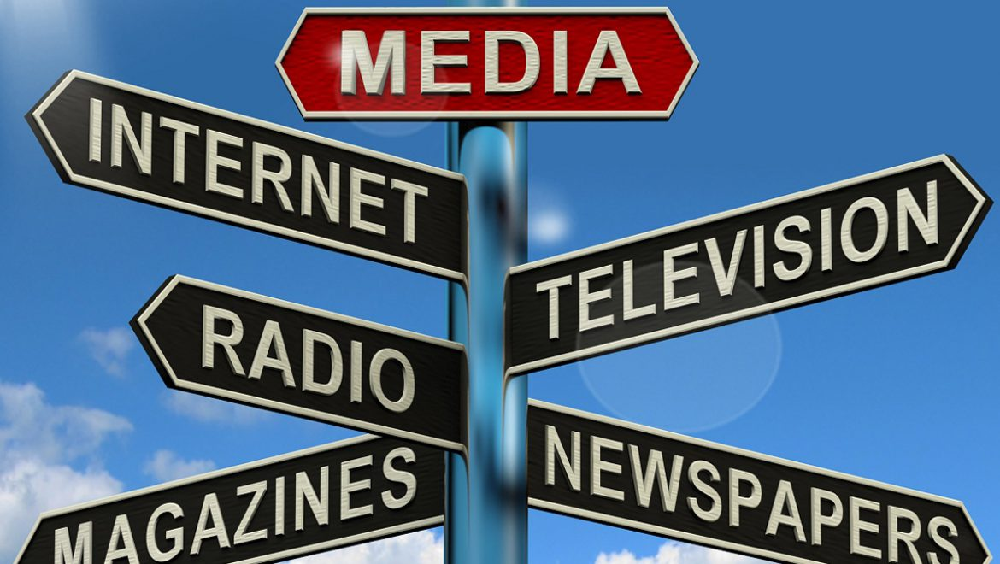 MEDIA
INTERNET
TELEVISION
RADIO
NEWSPAPERS
MAGAZINES